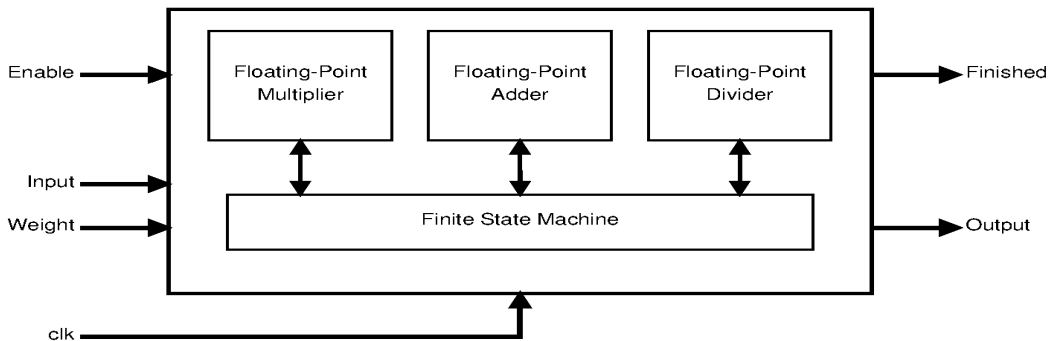 Floating-Point
Multiplier
Floating-Point
Adder
Floating-Point
Divider
Enable
Finished
Input
Weight
Finite State Machine
Output
clk